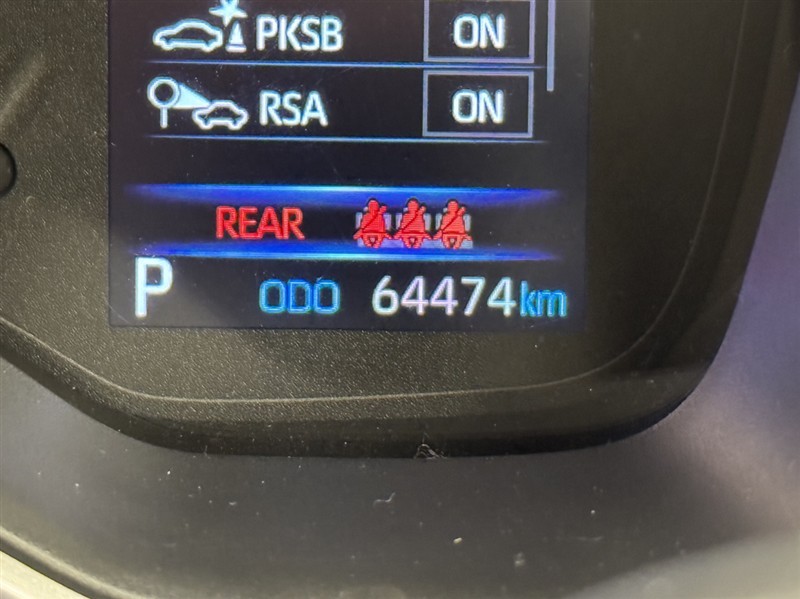 PKSB ON
RSA ON
REAR
P ODO 64474km